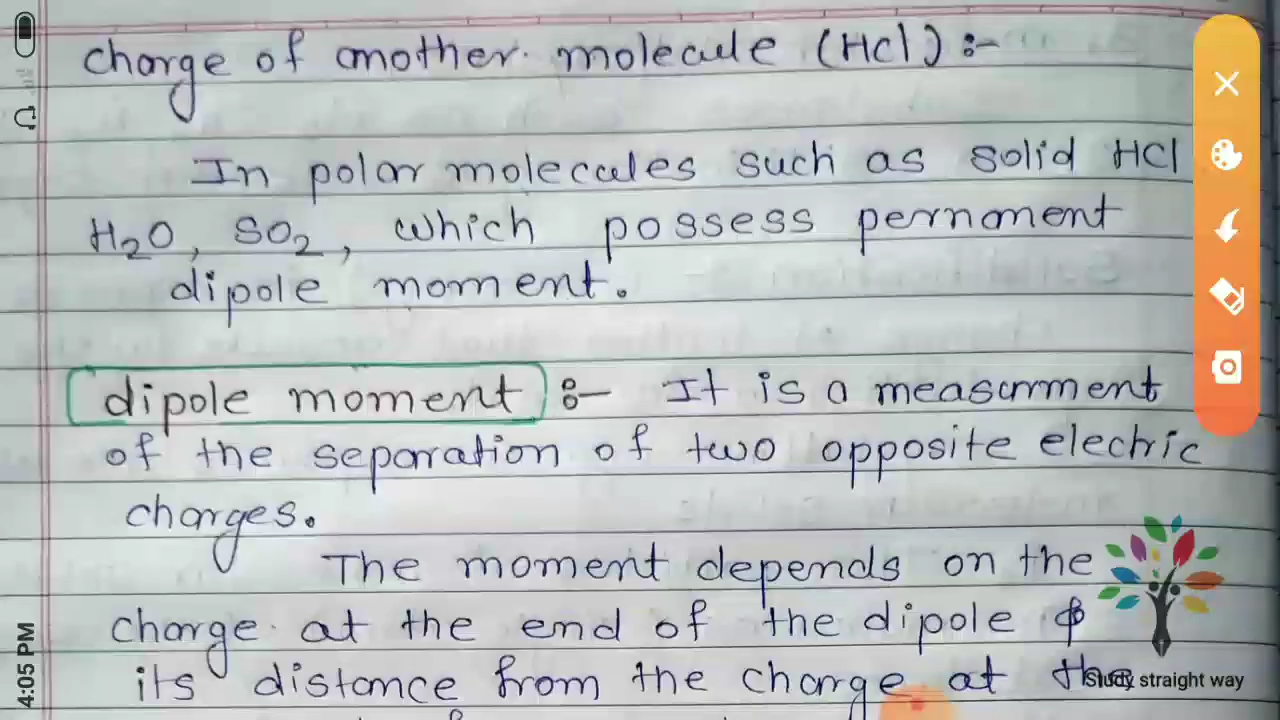 charge of another molecule (HCl) :-
In polar molecules such as solid HCl
H₂O, SO₂, which possess permanent
dipole moment.
dipole moment :- It is a measurment
of the separation of two opposite electric
charges.
The moment depends on the
charge at the end of the dipole &
its distance from the charge at the
Study straight way
4:05 PM